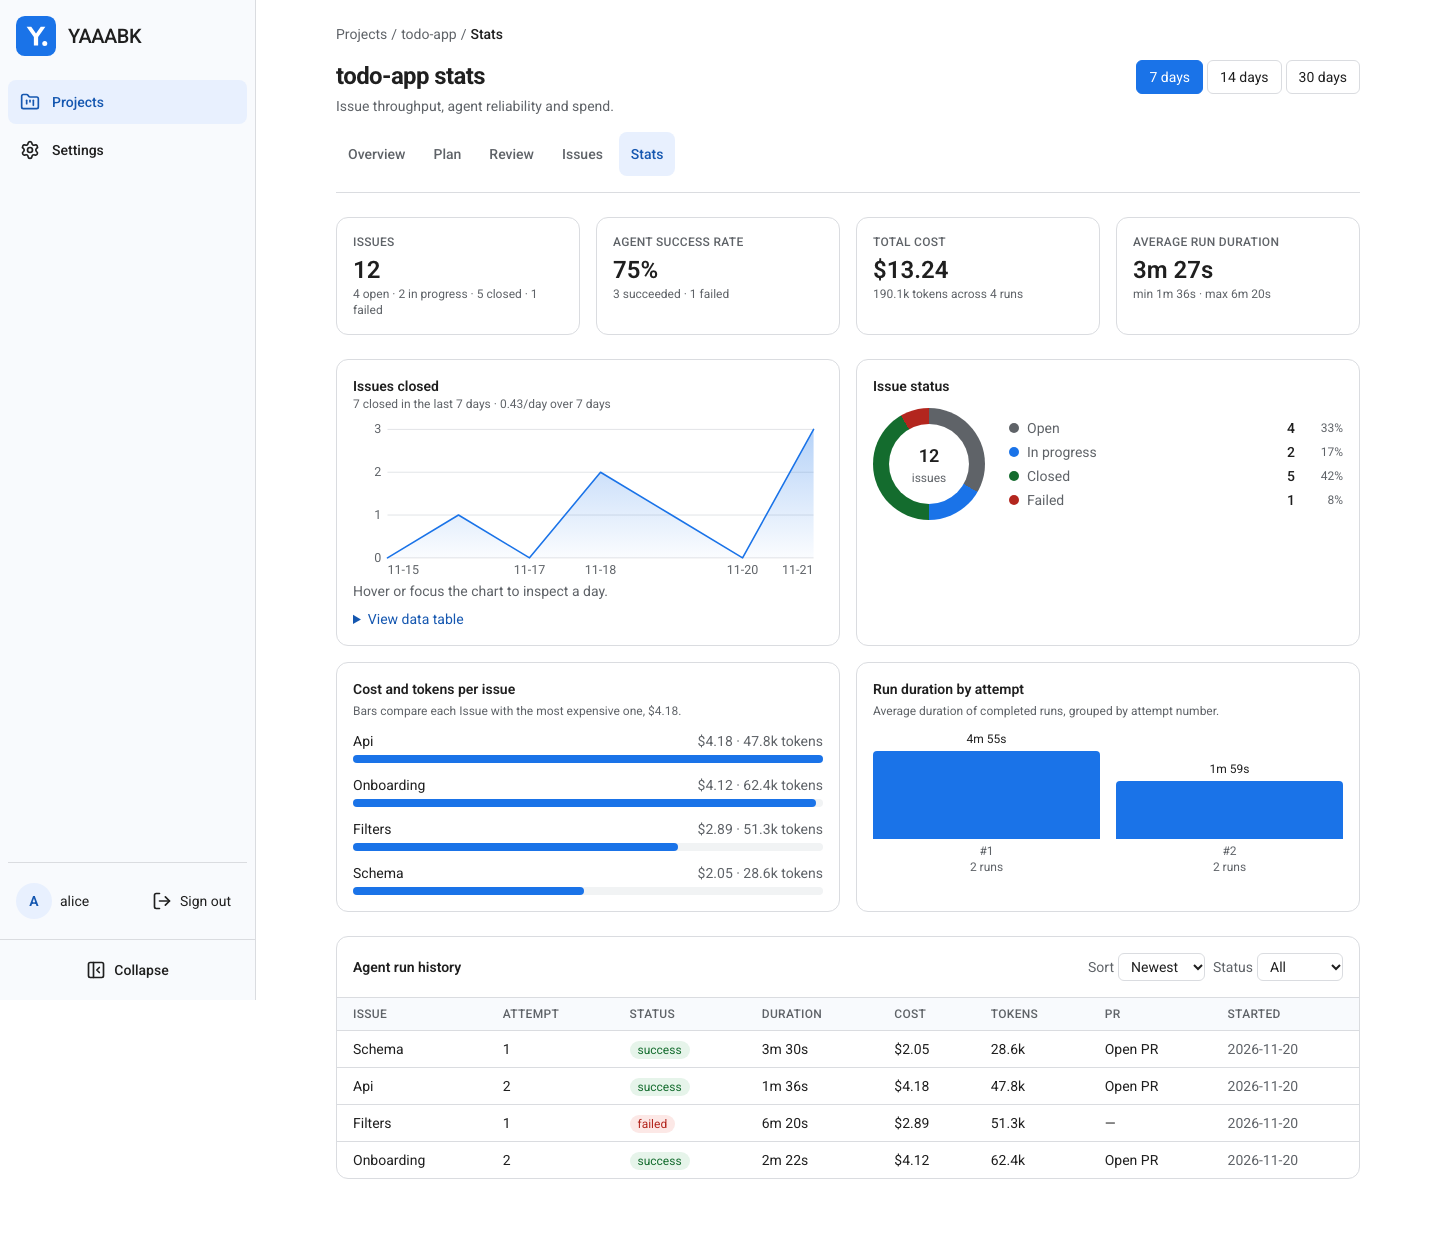 Y. YAAABK
Projects
Settings
A alice Sign out
Collapse
Projects / todo-app / Stats
todo-app stats
Issue throughput, agent reliability and spend.
7 days 14 days 30 days
Overview Plan Review Issues Stats
ISSUES
12
4 open · 2 in progress · 5 closed · 1
failed
AGENT SUCCESS RATE
75%
3 succeeded · 1 failed
TOTAL COST
$13.24
190.1k tokens across 4 runs
AVERAGE RUN DURATION
3m 27s
min 1m 36s · max 6m 20s
Issues closed
7 closed in the last 7 days · 0.43/day over 7 days
3
2
1
0
11-15 11-17 11-18 11-20 11-21
Hover or focus the chart to inspect a day.
View data table
Issue status
12
issues
Open 4 33%
In progress 2 17%
Closed 5 42%
Failed 1 8%
Cost and tokens per issue
Bars compare each Issue with the most expensive one, $4.18.
Api $4.18 · 47.8k tokens
Onboarding $4.12 · 62.4k tokens
Filters $2.89 · 51.3k tokens
Schema $2.05 · 28.6k tokens
Run duration by attempt
Average duration of completed runs, grouped by attempt number.
4m 55s
1m 59s
#1 #2
2 runs 2 runs
Agent run history
Sort Newest Status All
ISSUE ATTEMPT STATUS DURATION COST TOKENS PR STARTED
Schema 1 success 3m 30s $2.05 28.6k Open PR 2026-11-20
Api 2 success 1m 36s $4.18 47.8k Open PR 2026-11-20
Filters 1 failed 6m 20s $2.89 51.3k — 2026-11-20
Onboarding 2 success 2m 22s $4.12 62.4k Open PR 2026-11-20